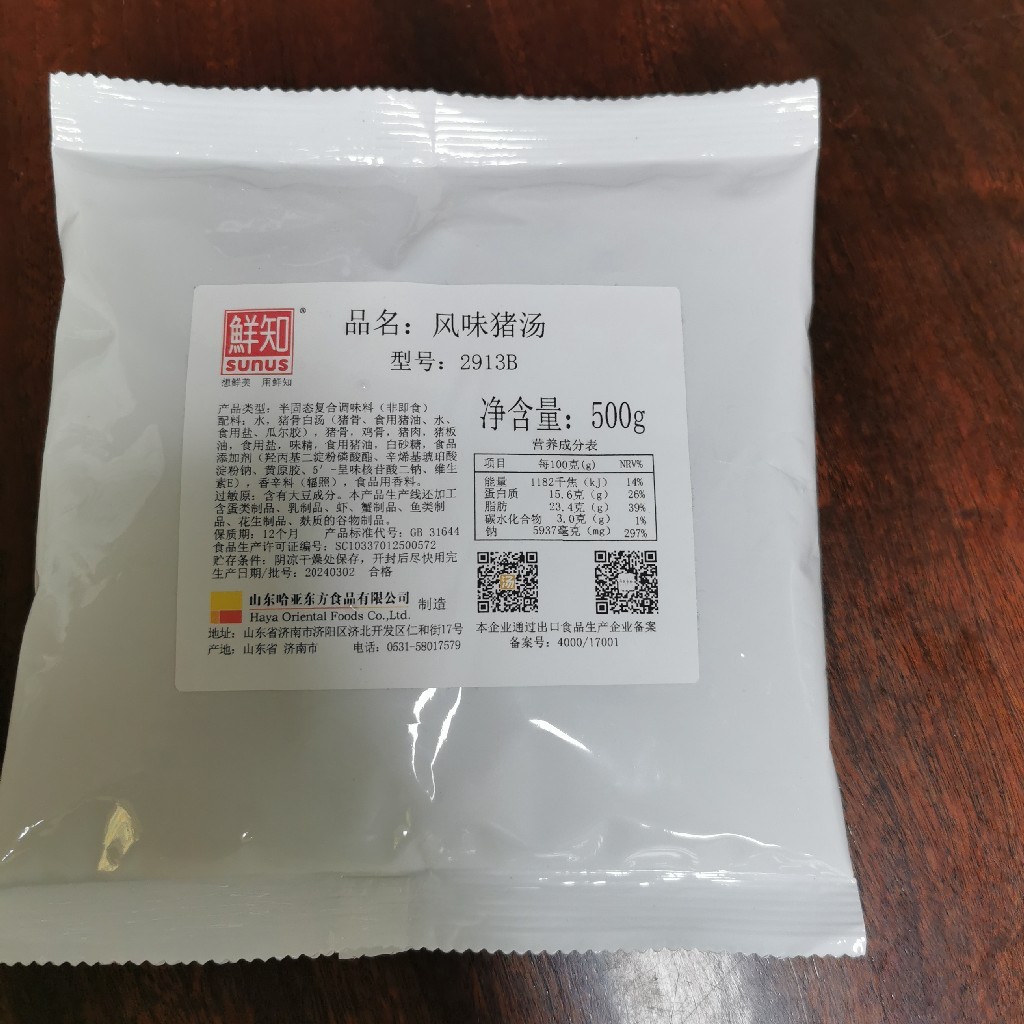 鮮知
®
sunus
想鲜美 用鲜知
品名：风味猪汤
型号：2913B
产品类型：半固态复合调味料（非即食）
配料：水，猪骨白汤（猪骨、食用猪油、水、
食用盐、瓜尔胶），猪骨，鸡骨，猪肉，猪板
油，食用盐，味精，食用猪油，白砂糖，食品
添加剂（羟丙基二淀粉磷酸酯、辛烯基琥珀酸
淀粉钠、黄原胶、5′-呈味核苷酸二钠、维生
素E），香辛料（辐照），食品用香料。
过敏原：含有大豆成分。本产品生产线还加工
含蛋类制品、乳制品、虾、蟹制品、鱼类制
品、花生制品、麸质的谷物制品。
保质期：12个月 产品标准代号：GB 31644
食品生产许可证编号：SC10337012500572
贮存条件：阴凉干燥处保存，开封后尽快用完
生产日期/批号：20240302 合格
净含量：500g
营养成分表
项目 每100克(g) NRV%
能量 1182千焦（kJ） 14%
蛋白质 15.6克（g） 26%
脂肪 23.4克（g） 39%
碳水化合物 3.0克（g） 1%
钠 5937毫克（mg） 297%
汤
山东哈亚东方食品有限公司 制造
Haya Oriental Foods Co.,Ltd.
地址：山东省济南市济阳区济北开发区仁和街17号
产地：山东省 济南市 电话：0531-58017579
本企业通过出口食品生产企业备案
备案号：4000/17001